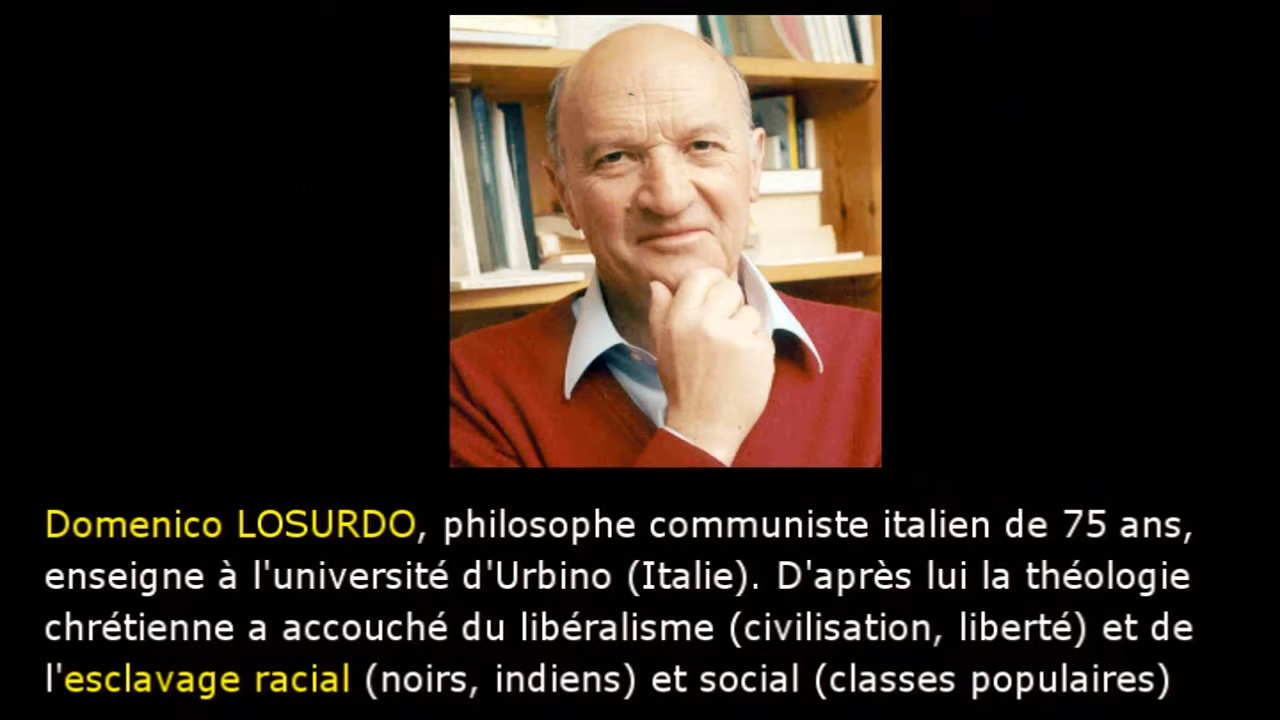 Domenico LOSURDO, philosophe communiste italien de 75 ans,
enseigne à l'université d'Urbino (Italie). D'après lui la théologie
chrétienne a accouché du libéralisme (civilisation, liberté) et de
l'esclavage racial (noirs, indiens) et social (classes populaires)